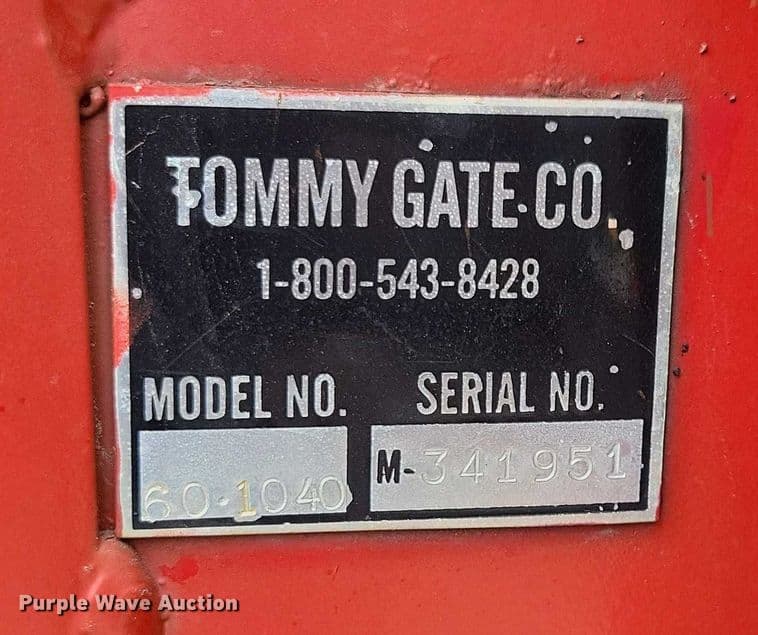 TOMMY GATE CO.
1-800-543-8428
MODEL NO. SERIAL NO.
60-1040 M-341951
Purple Wave Auction